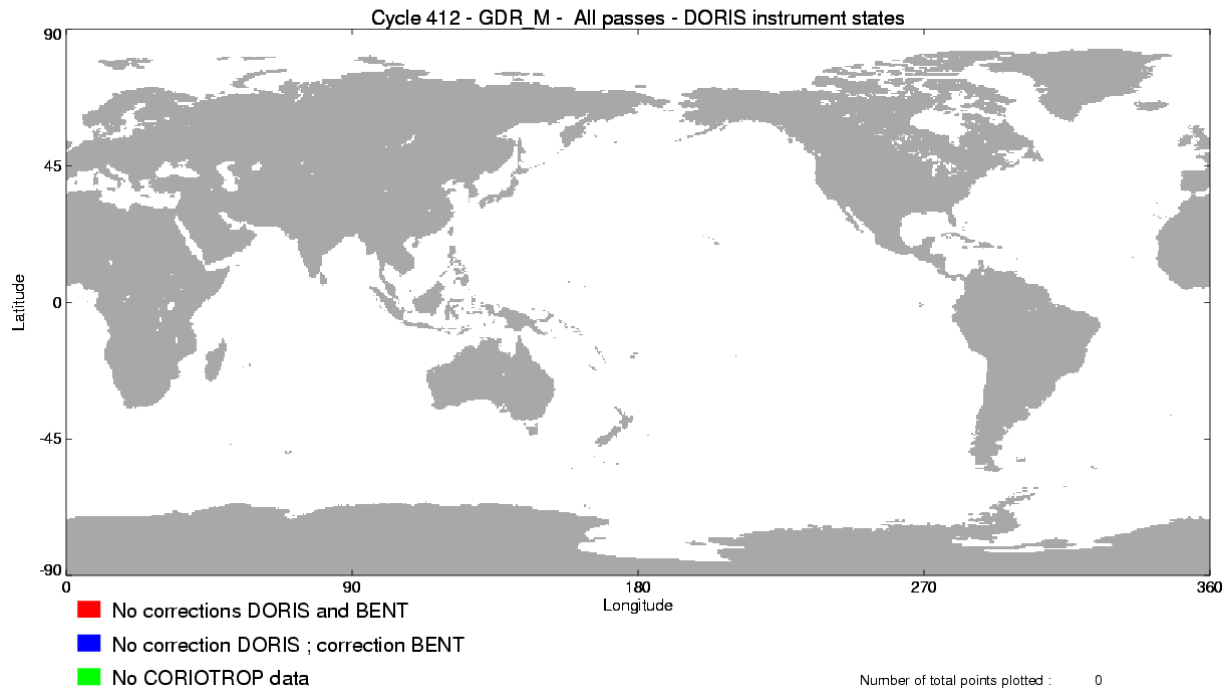 Cycle 412 - GDR_M - All passes - DORIS instrument states
90
45
0
-45
-90
Latitude
0 90 180 270 360
Longitude
No corrections DORIS and BENT
No correction DORIS ; correction BENT
No CORIOTROP data
Number of total points plotted : 0